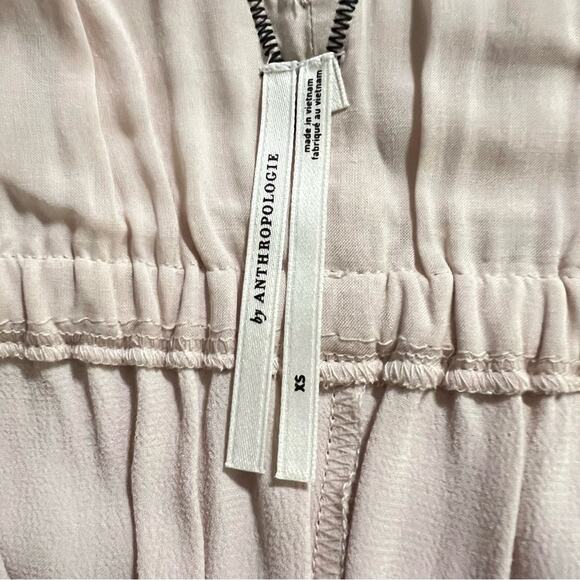 by ANTHROPOLOGIE
made in vietnam
fabriqué au vietnam
XS